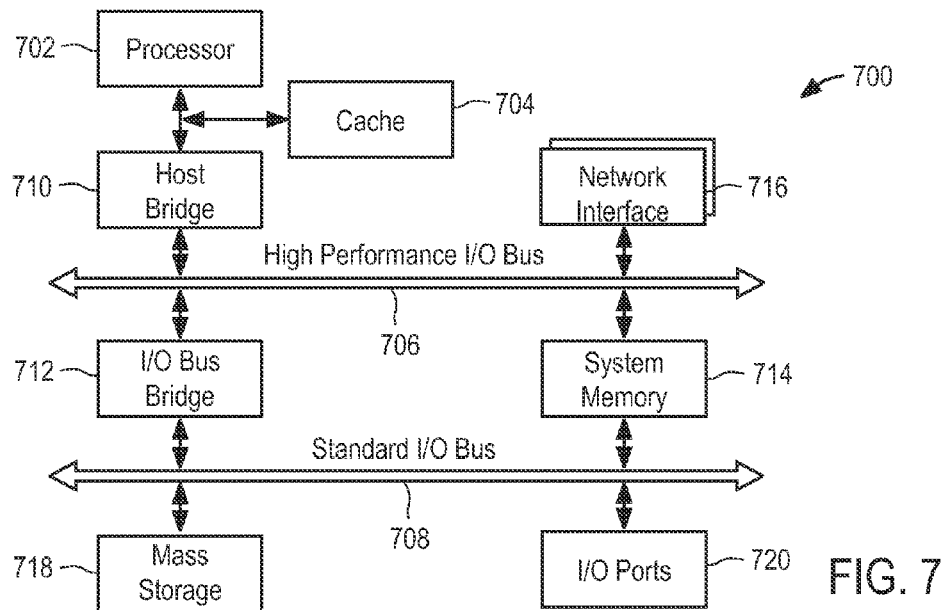 702
Processor
704
Cache
700
710
Host
Bridge
Network
Interface
716
High Performance I/O Bus
706
712
I/O Bus
Bridge
System
Memory
714
Standard I/O Bus
708
718
Mass
Storage
I/O Ports
720
FIG. 7